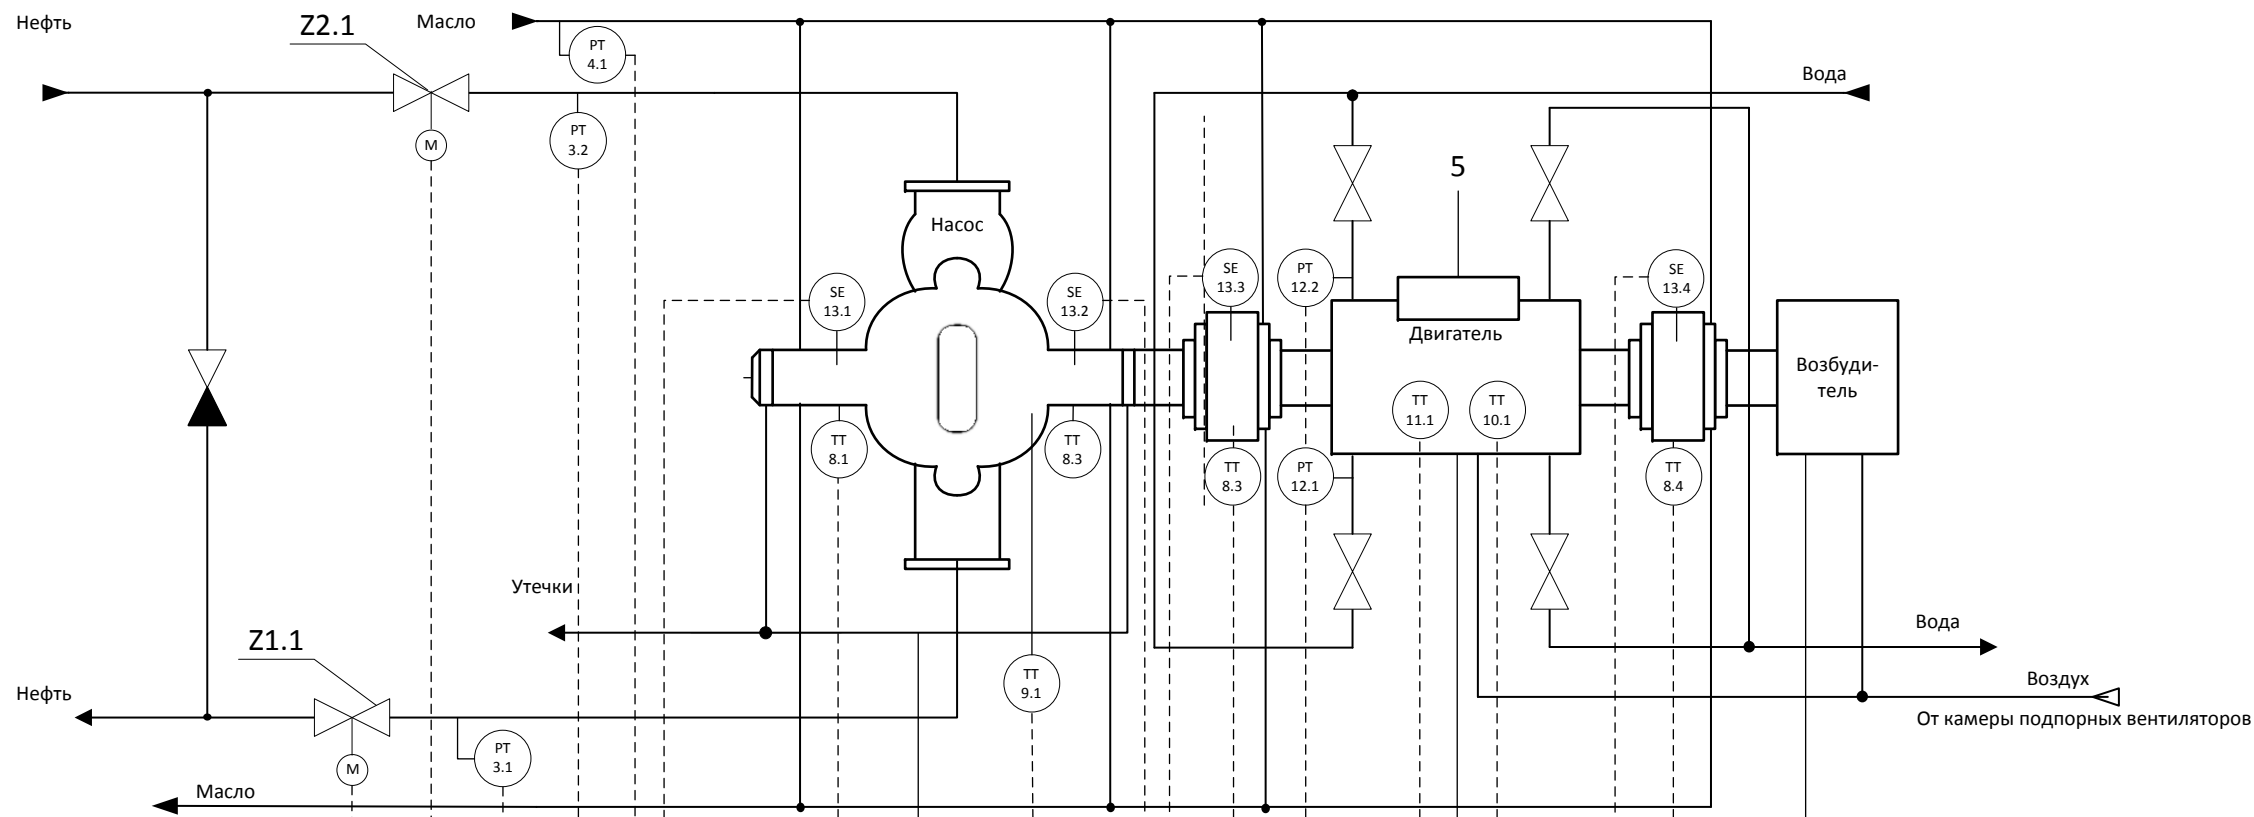 Нефть
Z2.1
Масло
PT
4.1
Вода
PT
3.2
M
5
Насос
SE
13.1
SE
13.2
SE
13.3
PT
12.2
SE
13.4
Двигатель
Возбуди-
тель
TT
11.1
TT
10.1
TT
8.1
TT
8.3
TT
8.3
PT
12.1
TT
8.4
Утечки
Z1.1
Вода
TT
9.1
Нефть
Воздух
От камеры подпорных вентиляторов
PT
3.1
M
Масло